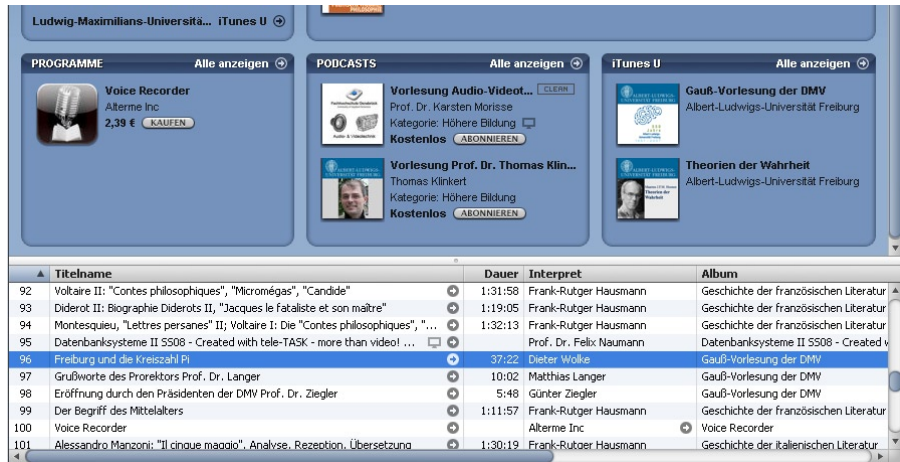 Ludwig-Maximilians-Universitä... iTunes U
PHILOSOPHIE
PROGRAMME Alle anzeigen
Voice Recorder
Alterme Inc
2,39 € KAUFEN
PODCASTS Alle anzeigen
Vorlesung Audio-Videot... CLEAN
Prof. Dr. Karsten Morisse
Kategorie: Höhere Bildung
Kostenlos ABONNIEREN
Vorlesung Prof. Dr. Thomas Klin...
Thomas Klinkert
Kategorie: Höhere Bildung
Kostenlos ABONNIEREN
iTunes U Alle anzeigen
Gauß-Vorlesung der DMV
Albert-Ludwigs-Universität Freiburg
Theorien der Wahrheit
Albert-Ludwigs-Universität Freiburg
Titelname Dauer Interpret Album
92 Voltaire II: "Contes philosophiques", "Micromégas", "Candide" 1:31:58 Frank-Rutger Hausmann Geschichte der französischen Literatur
93 Diderot II: Biographie Diderots II, "Jacques le fataliste et son maître" 1:19:05 Frank-Rutger Hausmann Geschichte der französischen Literatur
94 Montesquieu, "Lettres persanes" II; Voltaire I: Die "Contes philosophiques", "... 1:32:13 Frank-Rutger Hausmann Geschichte der französischen Literatur
95 Datenbanksysteme II SS08 - Created with tele-TASK - more than video! ... Prof. Dr. Felix Naumann Datenbanksysteme II SS08 - Created w
96 Freiburg und die Kreiszahl Pi 37:22 Dieter Wolke Gauß-Vorlesung der DMV
97 Grußworte des Prorektors Prof. Dr. Langer 10:02 Matthias Langer Gauß-Vorlesung der DMV
98 Eröffnung durch den Präsidenten der DMV Prof. Dr. Ziegler 5:48 Günter Ziegler Gauß-Vorlesung der DMV
99 Der Begriff des Mittelalters 1:11:57 Frank-Rutger Hausmann Geschichte der französischen Literatur
100 Voice Recorder Alterme Inc Voice Recorder
101 Alessandro Manzoni: "Il cinque maggio". Analyse. Rezeption. Übersetzung 1:30:19 Frank-Rutger Hausmann Geschichte der italienischen Literatur